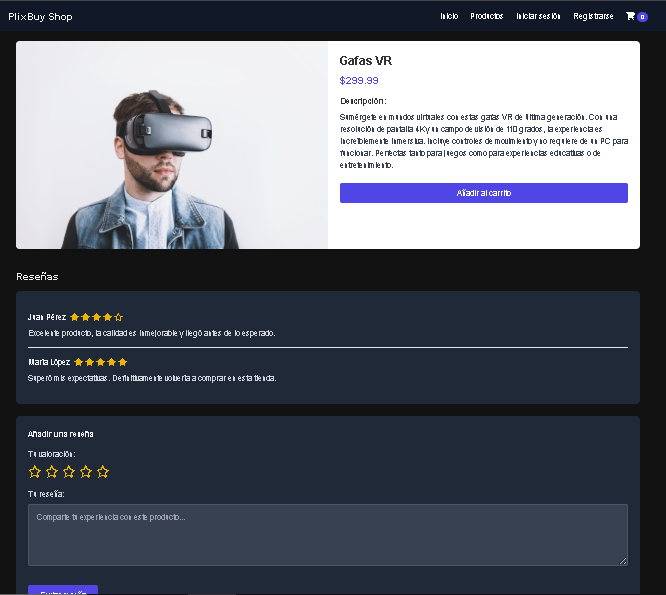 PlixBuy Shop
Inicio Productos Iniciar sesión Registrarse 0
Gafas VR
$299.99
Descripción:
Sumérgete en mundos virtuales con estas gafas VR de última generación. Con una
resolución de pantalla 4K y un campo de visión de 110 grados, la experiencia es
increíblemente inmersiva. Incluye controles de movimiento y no requiere de un PC para
funcionar. Perfectas tanto para juegos como para experiencias educativas o de
entretenimiento.
Añadir al carrito
Reseñas
Juan Pérez
Excelente producto, la calidad es inmejorable y llegó antes de lo esperado.
María López
Superó mis expectativas. Definitivamente volvería a comprar en esta tienda.
Añadir una reseña
Tu valoración:
Tu reseña:
Comparte tu experiencia con este producto...